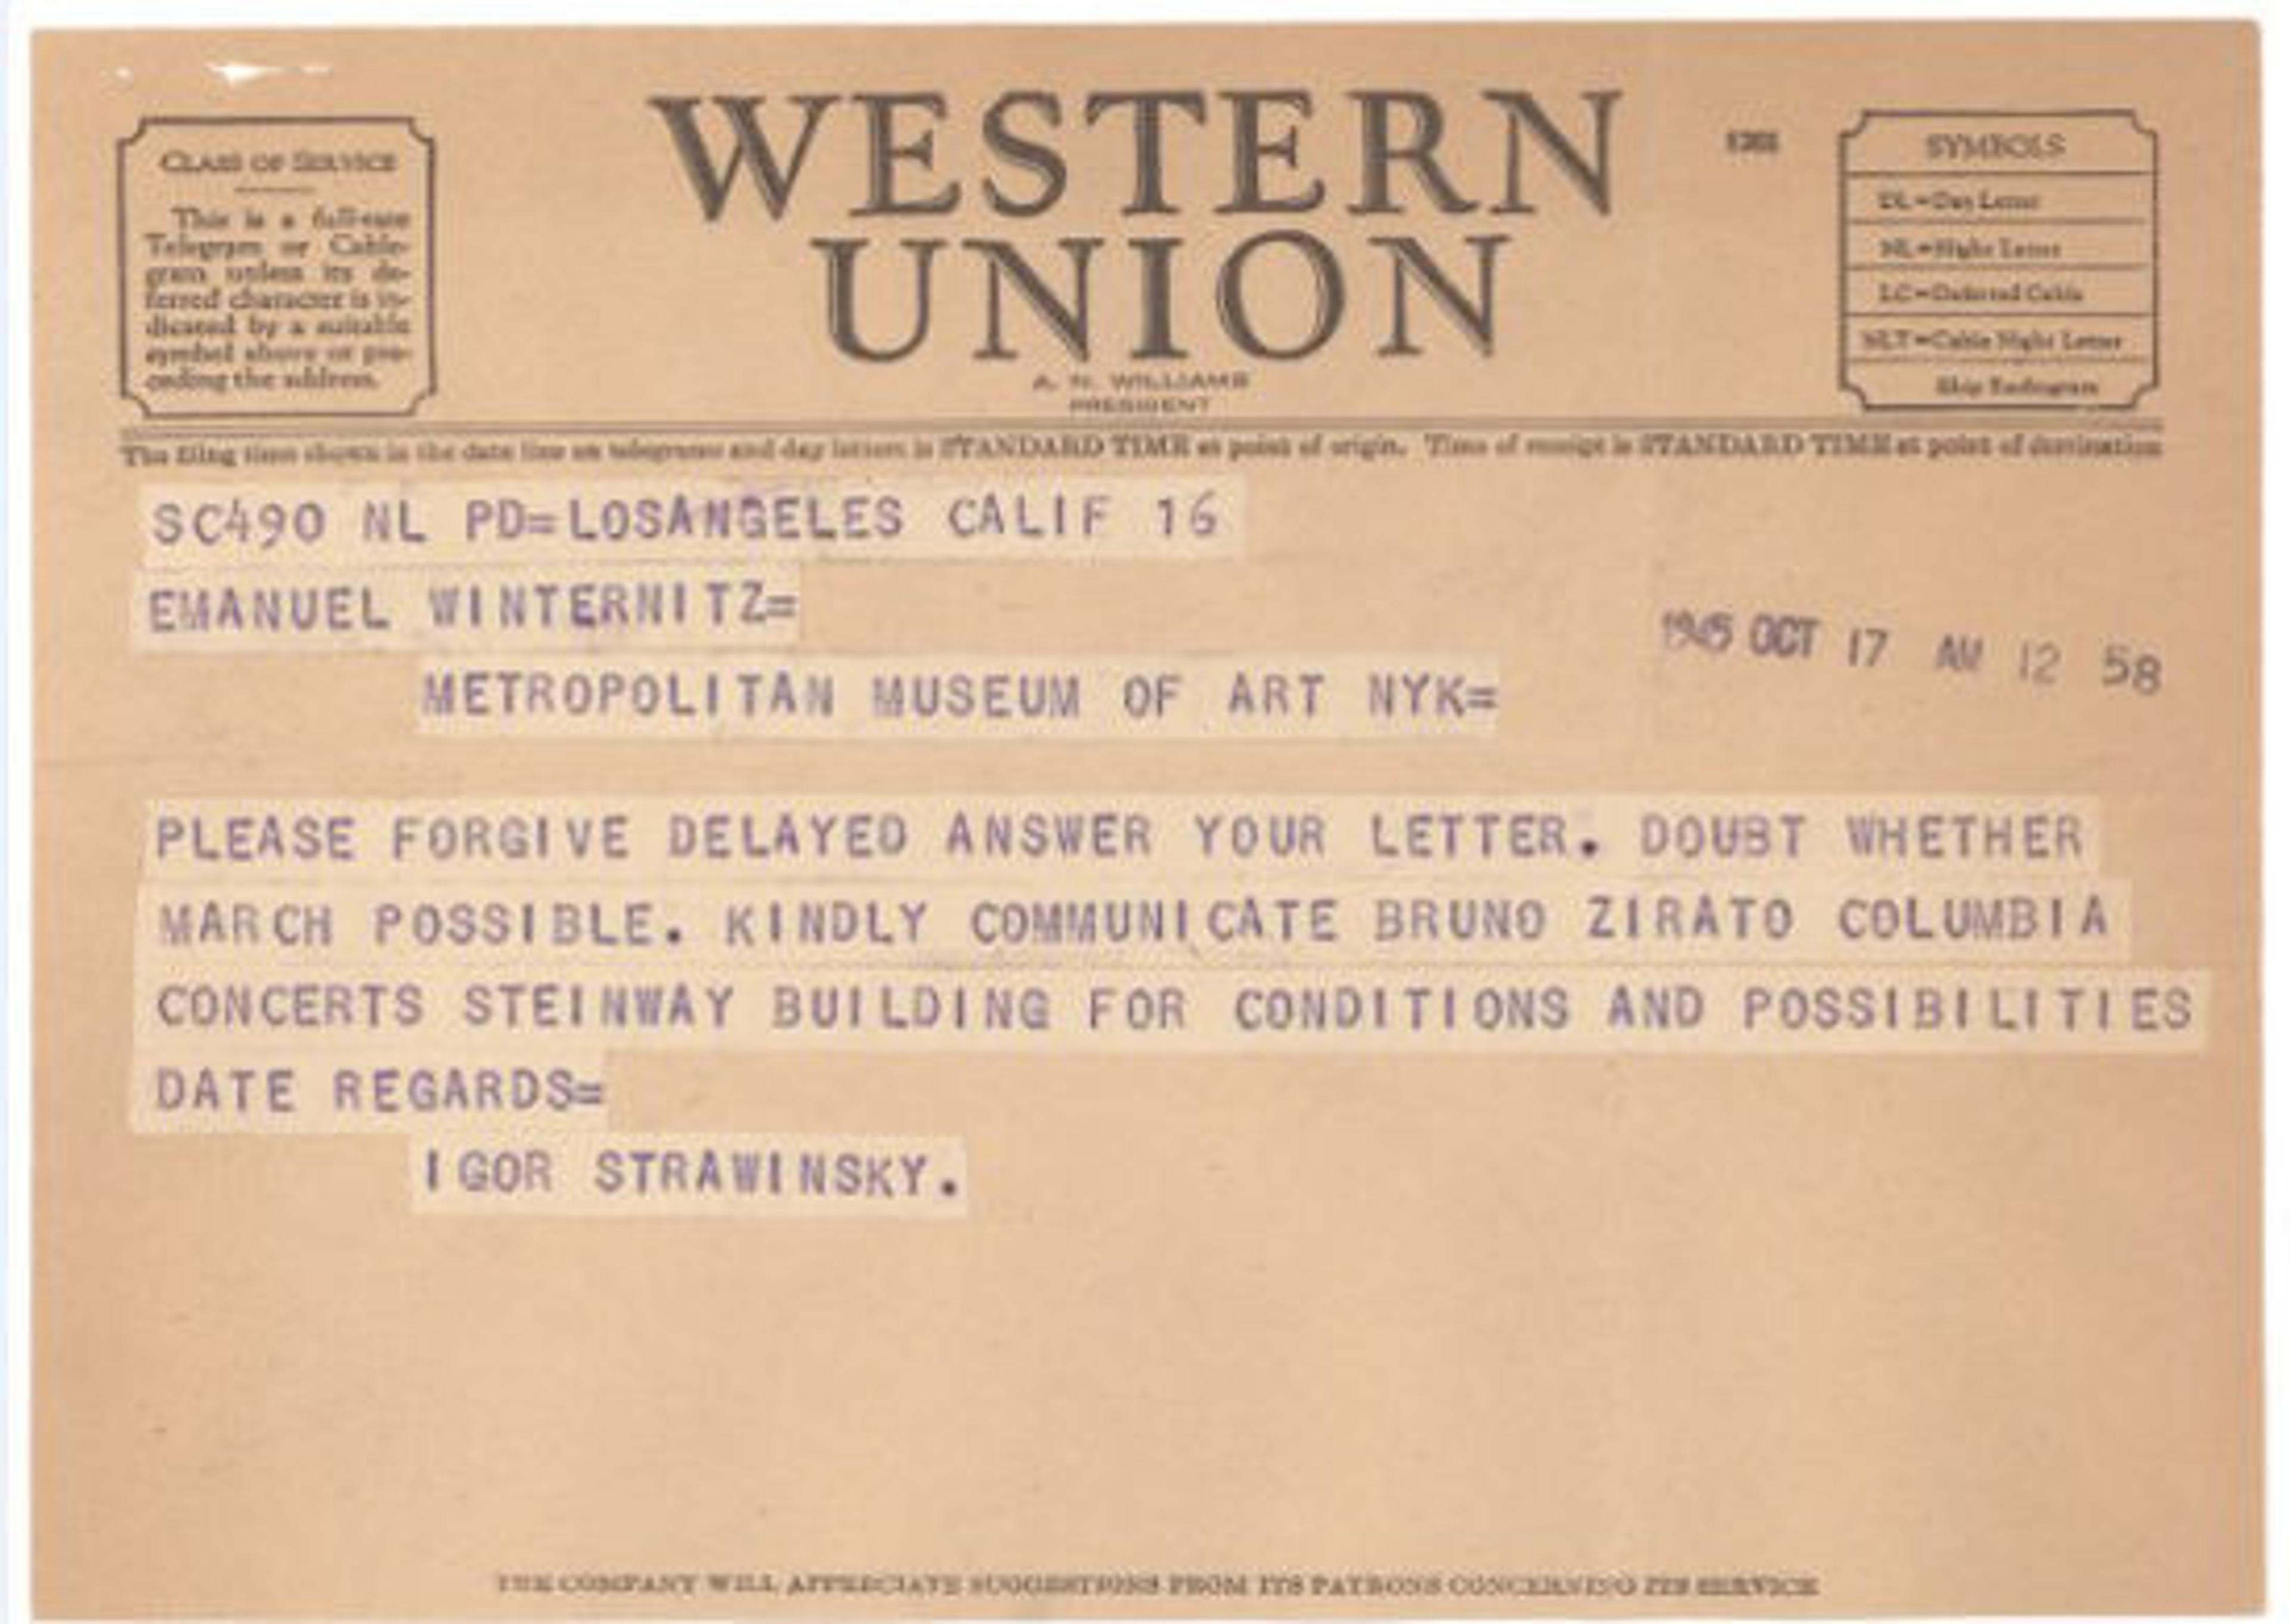 WESTERN
UNION
1201
A. N. WILLIAMS
PRESIDENT
CLASS OF SERVICE
This is a full-rate
Telegram or Cable-
gram unless its de-
ferred character is in-
dicated by a suitable
symbol above or pre-
ceding the address.
SYMBOLS
DL=Day Letter
NL=Night Letter
LC=Deferred Cable
NLT=Cable Night Letter
Ship Radiogram
The filing time shown in the date line on telegrams and day letters is STANDARD TIME at point of origin. Time of receipt is STANDARD TIME at point of destination
SC490 NL PD=LOSANGELES CALIF 16
EMANUEL WINTERNITZ=
1945 OCT 17 AM 12 58
METROPOLITAN MUSEUM OF ART NYK=
PLEASE FORGIVE DELAYED ANSWER YOUR LETTER. DOUBT WHETHER
MARCH POSSIBLE. KINDLY COMMUNICATE BRUNO ZIRATO COLUMBIA
CONCERTS STEINWAY BUILDING FOR CONDITIONS AND POSSIBILITIES
DATE REGARDS=
IGOR STRAWINSKY.
THE COMPANY WILL APPRECIATE SUGGESTIONS FROM ITS PATRONS CONCERNING ITS SERVICE